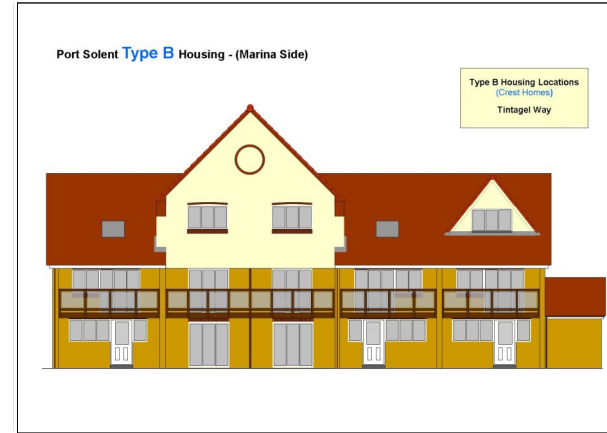 Port Solent Type B Housing - (Marina Side)
Type B Housing Locations
(Crest Homes)
Tintagel Way